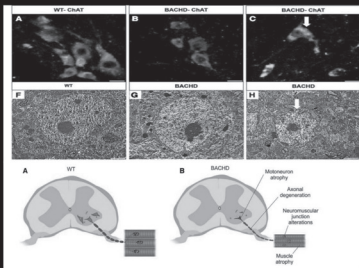 WT- ChAT
BACHD- ChAT
BACHD- ChAT
A
B
C
WT
BACHD
BACHD
F
G
H
A
WT
B
BACHD
Motoneuron
atrophy
Axonal
degeneration
Neuromuscular
junction
alterations
Muscle
atrophy